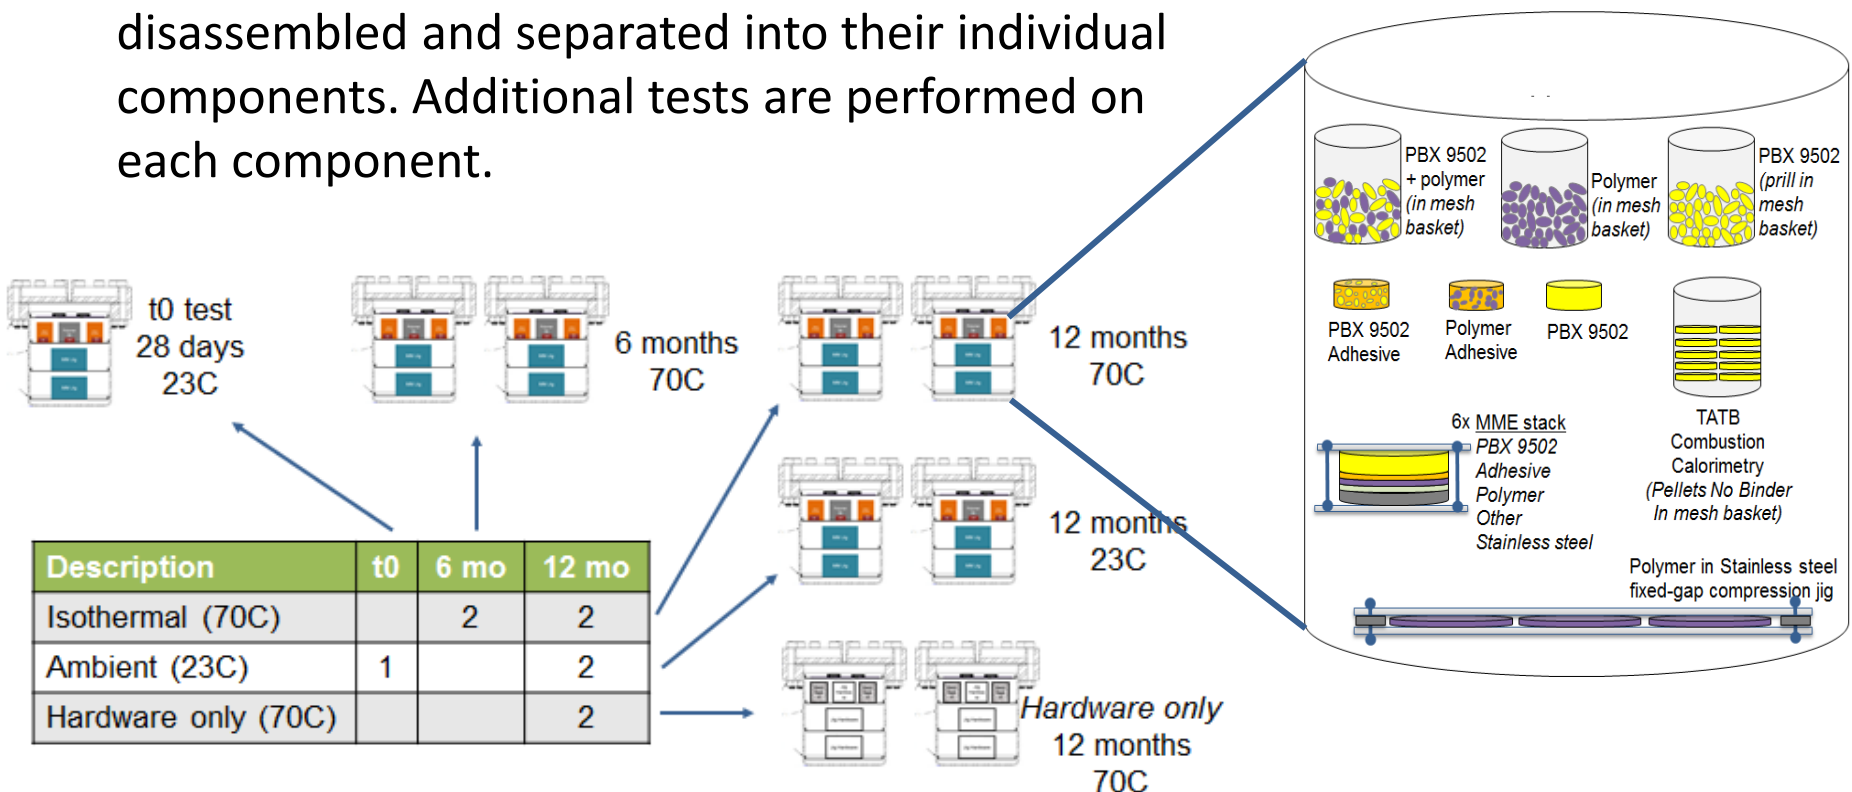 disassembled and separated into their individual
components. Additional tests are performed on
each component.
t0 test
28 days
23C
6 months
70C
12 months
70C
12 months
23C
Hardware only
12 months
70C
Description t0 6 mo 12 mo
Isothermal (70C) 2 2
Ambient (23C) 1 2
Hardware only (70C) 2
PBX 9502
+ polymer
(in mesh
basket)
Polymer
(in mesh
basket)
PBX 9502
(prill in
mesh
basket)
PBX 9502
Adhesive
Polymer
Adhesive
PBX 9502
TATB
Combustion
Calorimetry
(Pellets No Binder
In mesh basket)
6x MME stack
PBX 9502
Adhesive
Polymer
Other
Stainless steel
Polymer in Stainless steel
fixed-gap compression jig